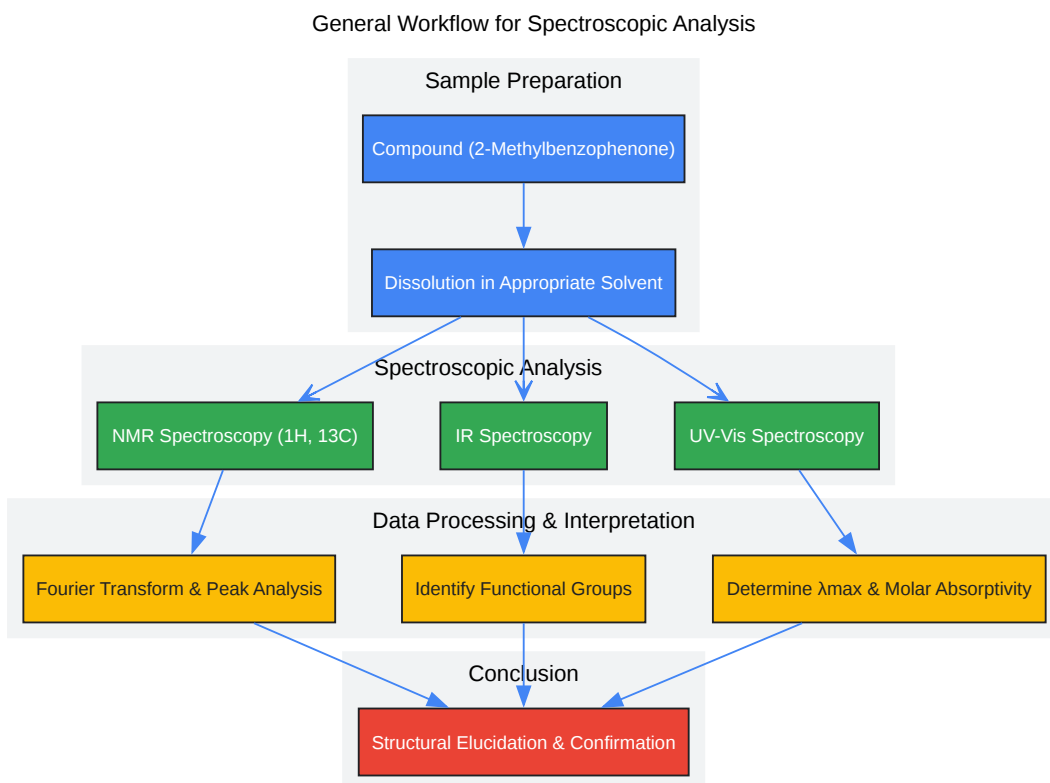 General Workflow for Spectroscopic Analysis
Sample Preparation
Compound (2-Methylbenzophenone)
Dissolution in Appropriate Solvent
Spectroscopic Analysis
NMR Spectroscopy (1H, 13C)
IR Spectroscopy
UV-Vis Spectroscopy
Data Processing & Interpretation
Fourier Transform & Peak Analysis
Identify Functional Groups
Determine λmax & Molar Absorptivity
Conclusion
Structural Elucidation & Confirmation